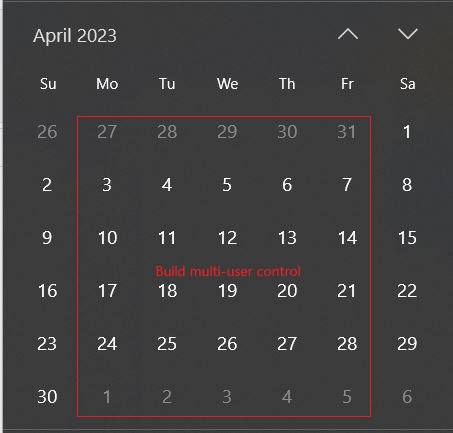 April 2023
Su Mo Tu We Th Fr Sa
26 27 28 29 30 31 1
2 3 4 5 6 7 8
9 10 11 12 13 14 15
Build multi-user control
16 17 18 19 20 21 22
23 24 25 26 27 28 29
30 1 2 3 4 5 6